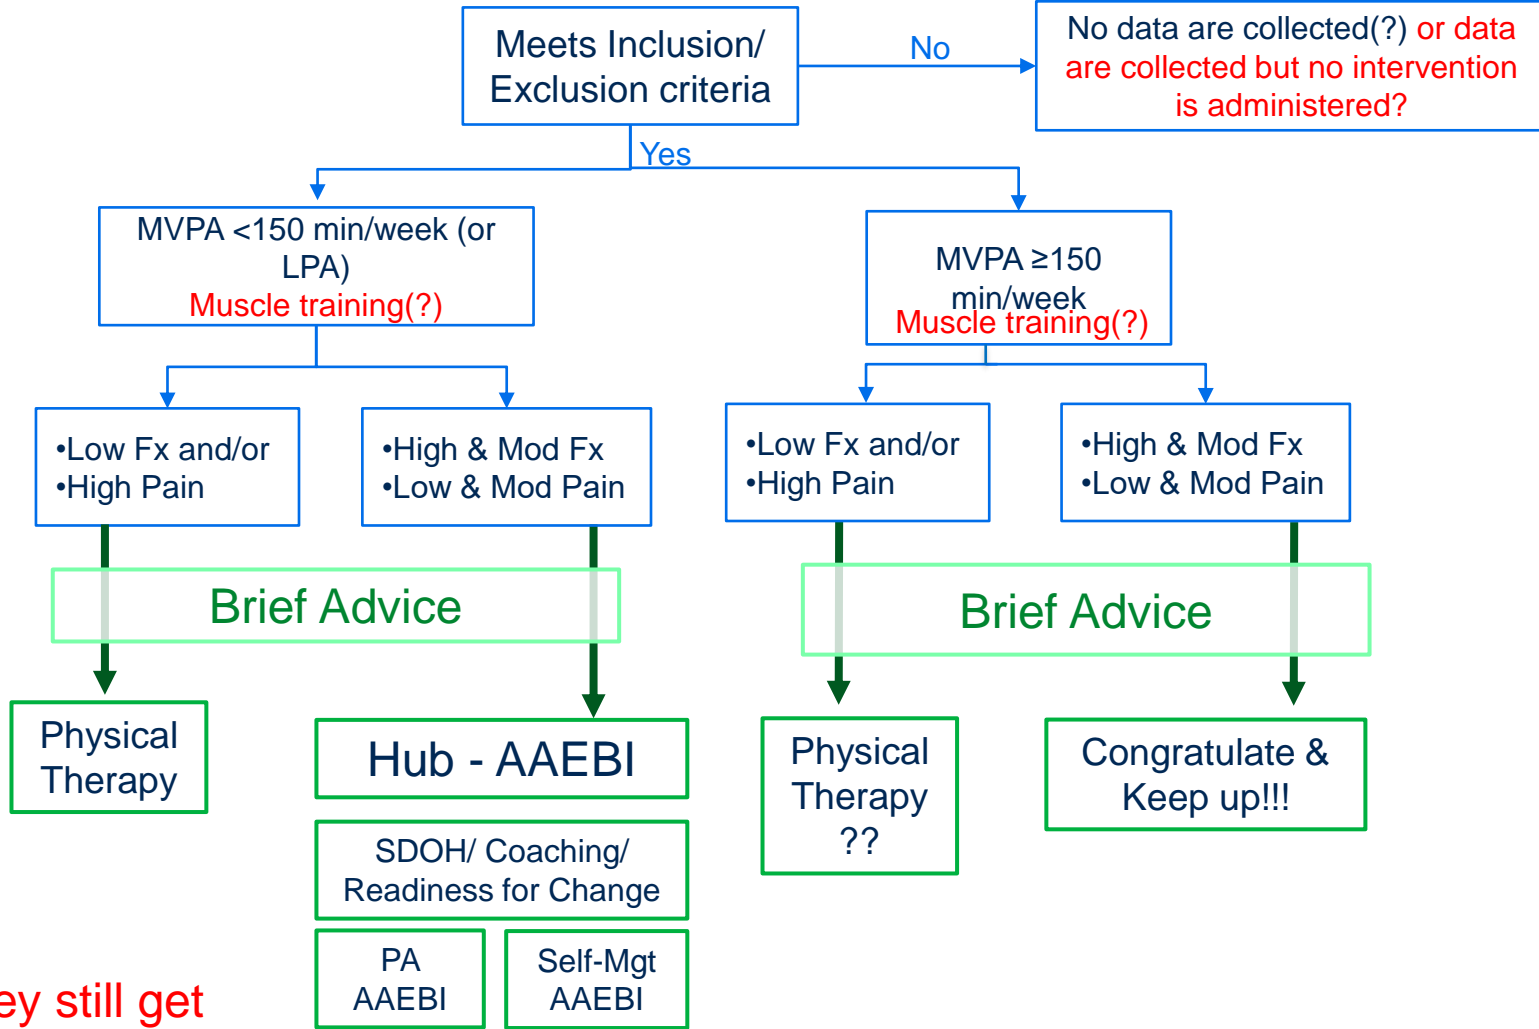 Meets Inclusion/
Exclusion criteria
No
No data are collected(?) or data
are collected but no intervention
is administered?
Yes
MVPA <150 min/week (or
LPA)
Muscle training(?)
MVPA ≥150
min/week
Muscle training(?)
•Low Fx and/or
•High Pain
•High & Mod Fx
•Low & Mod Pain
•Low Fx and/or
•High Pain
•High & Mod Fx
•Low & Mod Pain
Brief Advice
Brief Advice
Physical
Therapy
Hub - AAEBI
SDOH/ Coaching/
Readiness for Change
PA
AAEBI
Self-Mgt
AAEBI
Physical
Therapy
??
Congratulate &
Keep up!!!
ey still get